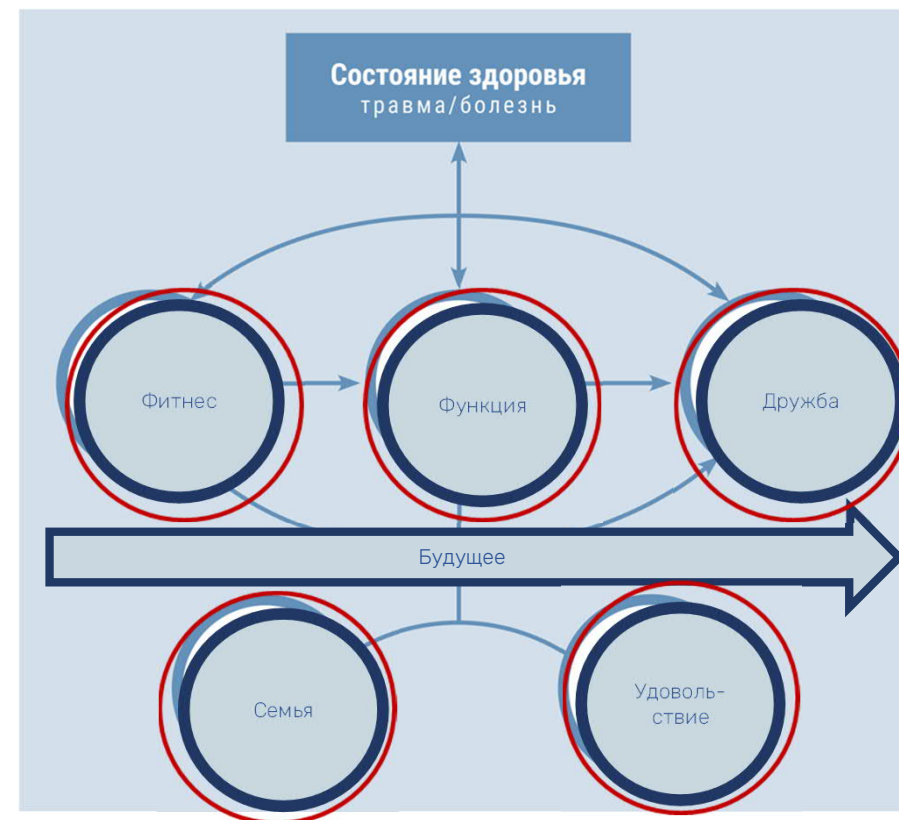 Состояние здоровья
травма/болезнь
Фитнес
Функция
Дружба
Будущее
Семья
Удоволь-
ствие